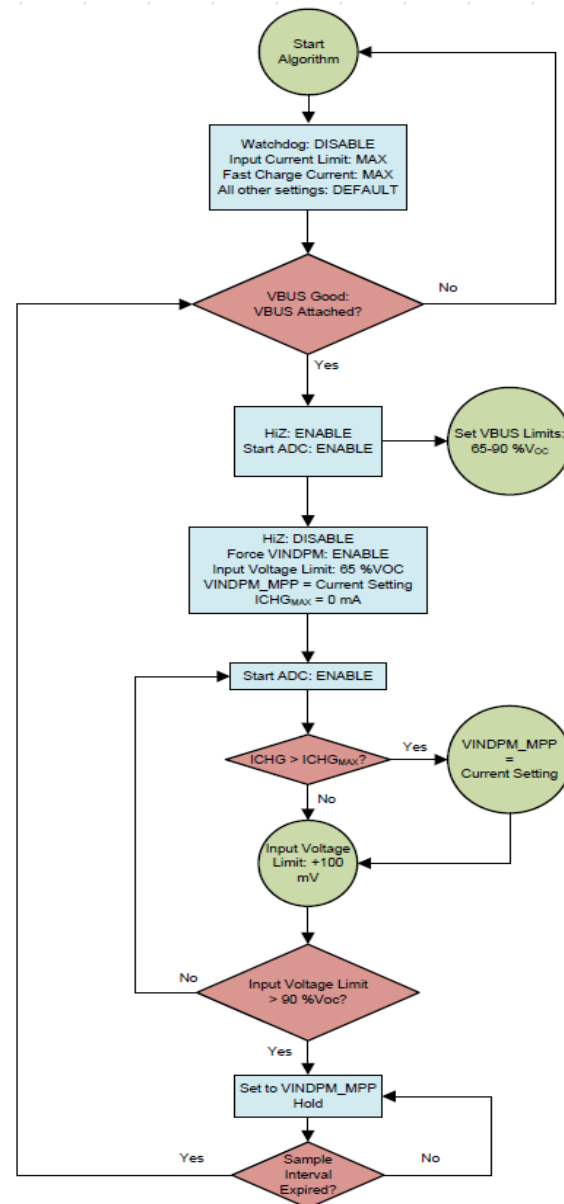 Start
Algorithm
Watchdog: DISABLE
Input Current Limit: MAX
Fast Charge Current: MAX
All other settings: DEFAULT
VBUS Good:
VBUS Attached?
No
Yes
HiZ: ENABLE
Start ADC: ENABLE
Set VBUS Limits:
65-90 %VOC
HiZ: DISABLE
Force VINDPM: ENABLE
Input Voltage Limit: 65 %VOC
VINDPM_MPP = Current Setting
ICHGMAX = 0 mA
Start ADC: ENABLE
ICHG > ICHGMAX?
Yes
VINDPM_MPP
=
Current Setting
No
Input Voltage
Limit: +100
mV
No
Input Voltage Limit
> 90 %Voc?
Yes
Set to VINDPM_MPP
Hold
Yes
Sample
Interval
Expired?
No